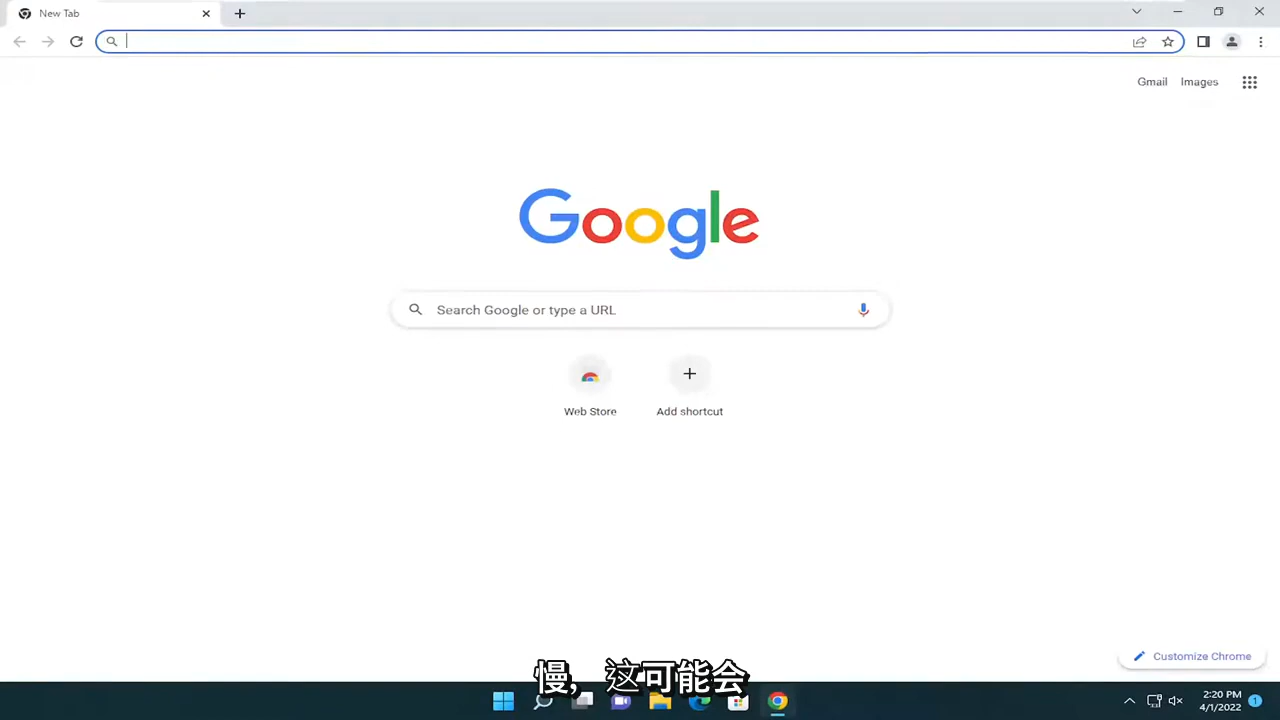 New Tab
Gmail
Images
Google
Search Google or type a URL
Web Store
Add shortcut
Customize Chrome
慢，这可能会
2:20 PM
4/1/2022
1